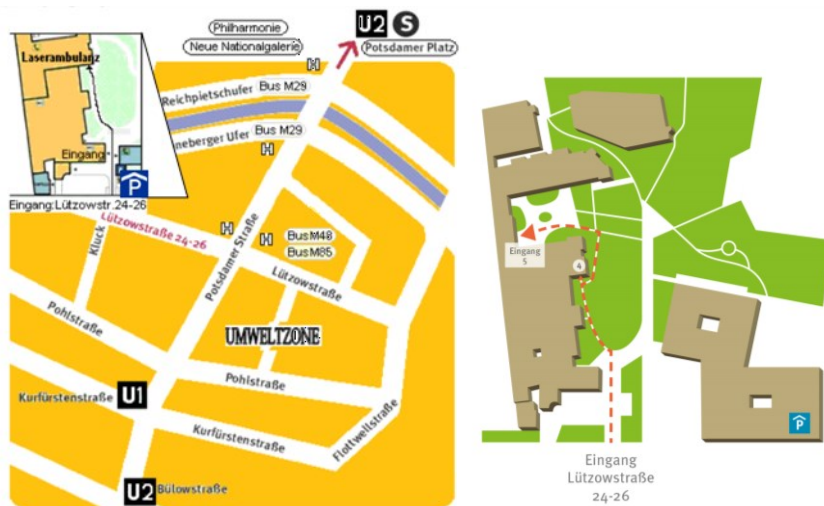 U2 S
Philharmonie
Neue Nationalgalerie
Potsdamer Platz
Laserambulanz
Reichpietschufer
Bus M29
neberger Ufer
Bus M29
Eingang
P
Eingang:Lützowstr.24-26
Lützowstraße 24-26
Kluck
Potsdamer Straße
Bus M48
Bus M85
Lützowstraße
Pohlstraße
UMWELTZONE
Pohlstraße
Kurfürstenstraße
U1
Kurfürstenstraße
Flottwellstraße
U2
Bülowstraße
Eingang
5
4
P
Eingang
Lützowstraße
24-26